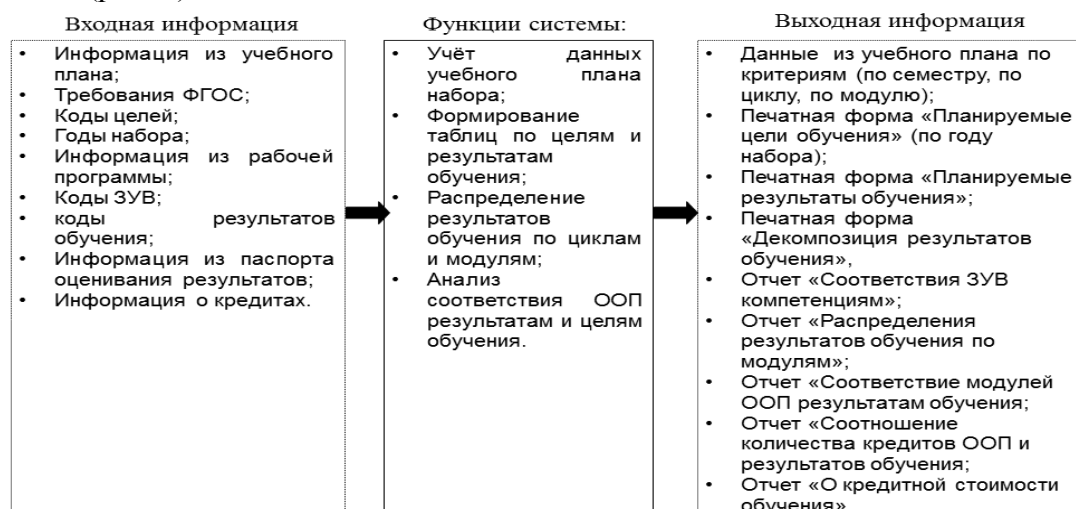 Входная информация
• Информация из учебного
плана;
• Требования ФГОС;
• Коды целей;
• Годы набора;
• Информация из рабочей
программы;
• Коды ЗУВ;
• коды результатов
обучения;
• Информация из паспорта
оценивания результатов;
• Информация о кредитах.
Функции системы:
• Учёт данных
учебного плана
набора;
• Формирование
таблиц по целям и
результатам
обучения;
• Распределение
результатов
обучения по циклам
и модулям;
• Анализ
соответствия ООП
результатам и целям
обучения.
Выходная информация
• Данные из учебного плана по
критериям (по семестру, по
циклу, по модулю);
• Печатная форма «Планируемые
цели обучения» (по году
набора);
• Печатная форма «Планируемые
результаты обучения»;
• Печатная форма
«Декомпозиция результатов
обучения»,
• Отчет «Соответствия ЗУВ
компетенциям»;
• Отчет «Распределения
результатов обучения по
модулям»;
• Отчет «Соответствие модулей
ООП результатам обучения;
• Отчет «Соотношение
количества кредитов ООП и
результатов обучения;
• Отчет «О кредитной стоимости
обучения»